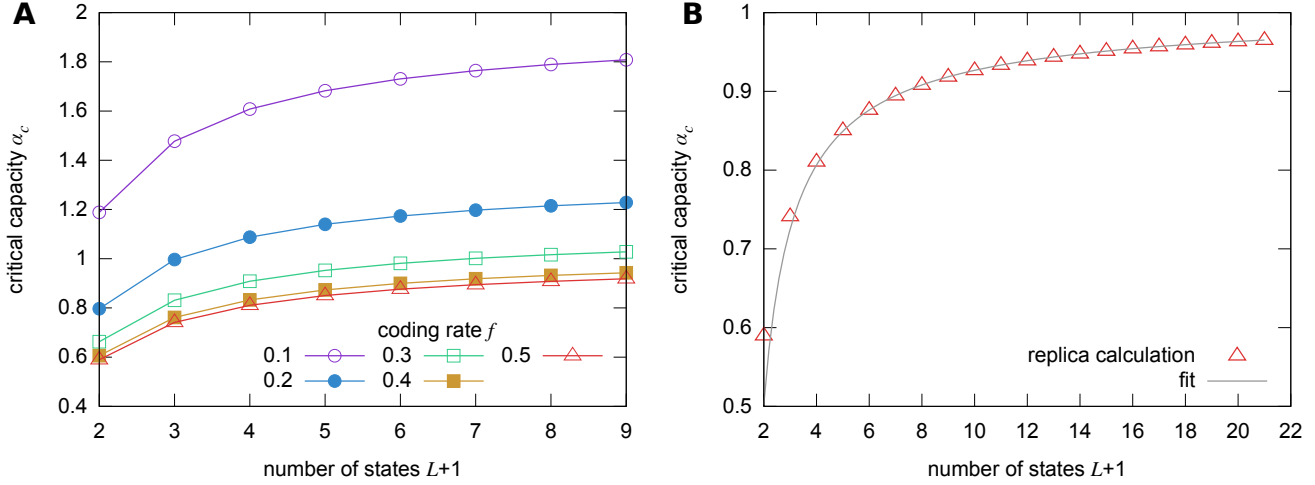 A
critical capacity αc
2
1.8
1.6
1.4
1.2
1
0.8
0.6
0.4
coding rate f
0.1 0.3 0.5
0.2 0.4
2 3 4 5 6 7 8 9
number of states L+1
B
critical capacity αc
1
0.9
0.8
0.7
0.6
0.5
replica calculation
fit
2 4 6 8 10 12 14 16 18 20 22
number of states L+1